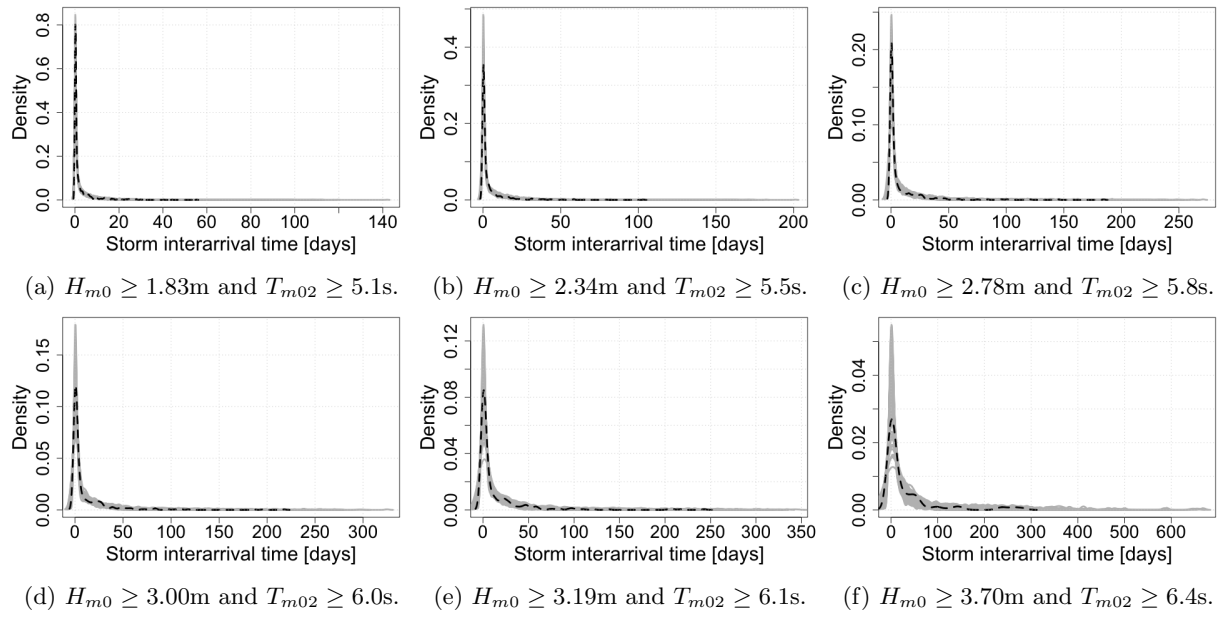 Density
0.0 0.2 0.4 0.6 0.8
0 20 40 60 80 100 140
Storm interarrival time [days]
(a) Hm0 ≥ 1.83m and Tm02 ≥ 5.1s.
Density
0.0 0.2 0.4
0 50 100 150 200
Storm interarrival time [days]
(b) Hm0 ≥ 2.34m and Tm02 ≥ 5.5s.
Density
0.00 0.10 0.20
0 50 100 150 200 250
Storm interarrival time [days]
(c) Hm0 ≥ 2.78m and Tm02 ≥ 5.8s.
Density
0.00 0.05 0.10 0.15
0 50 100 150 200 250 300
Storm interarrival time [days]
(d) Hm0 ≥ 3.00m and Tm02 ≥ 6.0s.
Density
0.00 0.04 0.08 0.12
0 50 100 150 200 250 300 350
Storm interarrival time [days]
(e) Hm0 ≥ 3.19m and Tm02 ≥ 6.1s.
Density
0.00 0.02 0.04
0 100 200 300 400 500 600
Storm interarrival time [days]
(f) Hm0 ≥ 3.70m and Tm02 ≥ 6.4s.